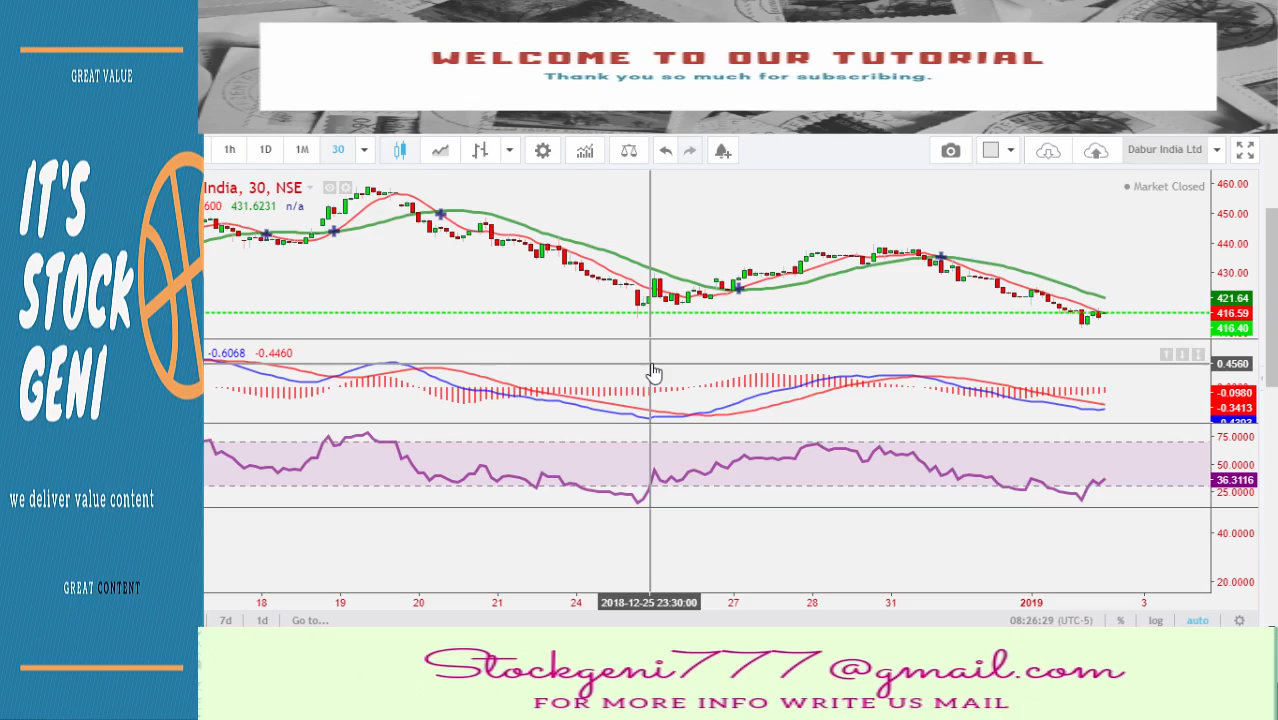 GREAT VALUE
IT'S
STOCK
GENI
we deliver value content
GREAT CONTENT
WELCOME TO OUR TUTORIAL
Thank you so much for subscribing.
1h 1D 1M 30 Dabur India Ltd
India, 30, NSE
Market Closed
600 431.6231 n/a
460.00
450.00
440.00
430.00
421.64
416.59
416.40
-0.6068 -0.4460
0.4560
-0.0980
-0.3413
75.0000
50.0000
36.3116
25.0000
40.0000
20.0000
18 19 20 21 24 2018-12-25 23:30:00 27 28 31 2019 3
7d 1d Go to... 08:26:29 (UTC-5) % log auto
Stockgeni777@gmail.com
FOR MORE INFO WRITE US MAIL